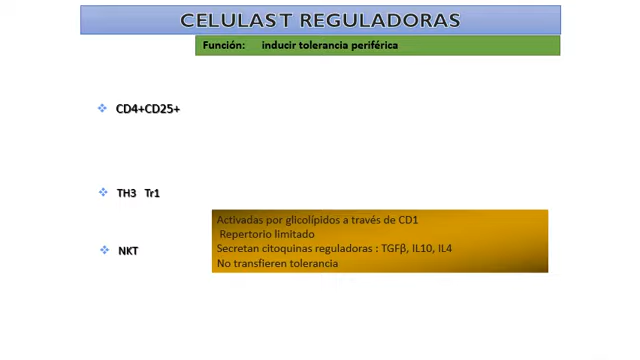 CELULAS T REGULADORAS
Función: inducir tolerancia periférica
CD4+CD25+
TH3 Tr1
Activadas por glicolípidos a través de CD1
Repertorio limitado
NKT
Secretan citoquinas reguladoras : TGFβ, IL10, IL4
No transfieren tolerancia